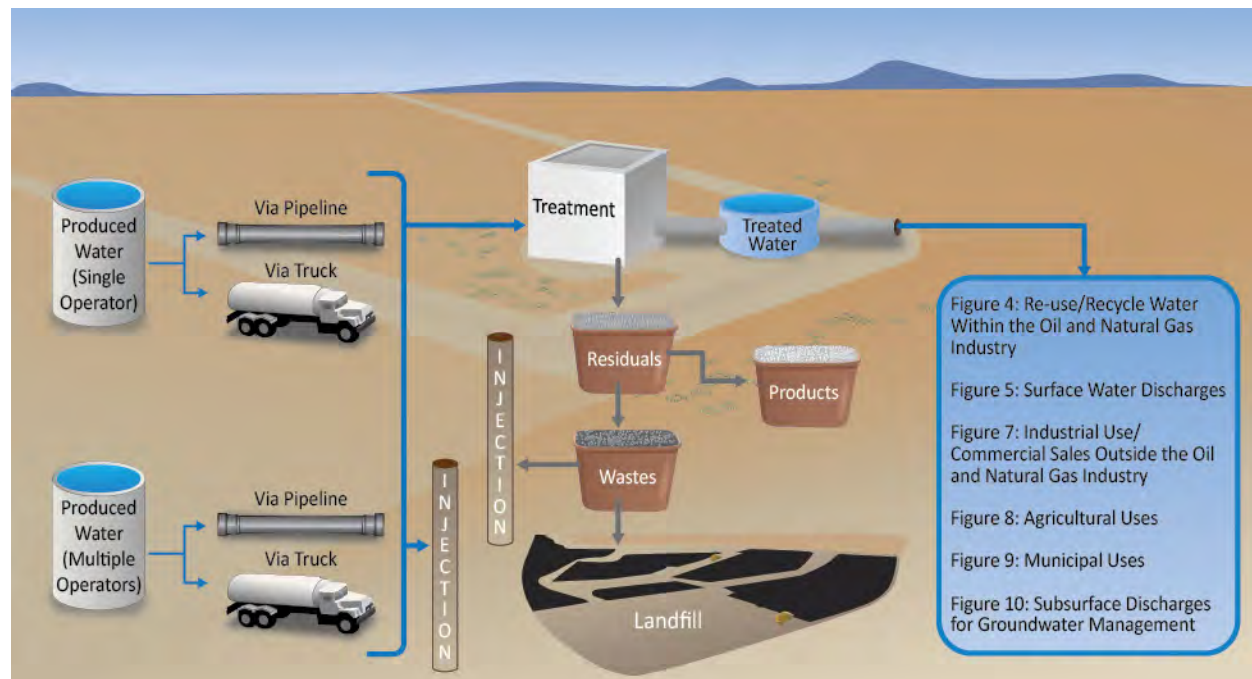 Produced
Water
(Single
Operator)
Via Pipeline
Via Truck
Treatment
Treated
Water
Residuals
Products
Wastes
INJECTION
INJECTION
Landfill
Produced
Water
(Multiple
Operators)
Via Pipeline
Via Truck
Figure 4: Re-use/Recycle Water
Within the Oil and Natural Gas
Industry
Figure 5: Surface Water Discharges
Figure 7: Industrial Use/
Commercial Sales Outside the Oil
and Natural Gas Industry
Figure 8: Agricultural Uses
Figure 9: Municipal Uses
Figure 10: Subsurface Discharges
for Groundwater Management